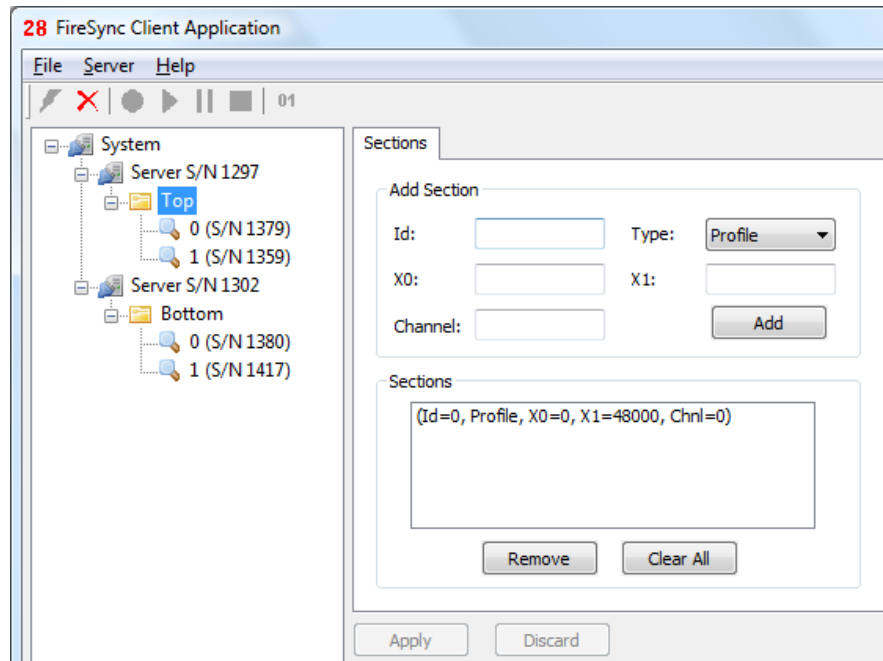 28 FireSync Client Application
File Server Help
01
System
Server S/N 1297
Top
0 (S/N 1379)
1 (S/N 1359)
Server S/N 1302
Bottom
0 (S/N 1380)
1 (S/N 1417)
Sections
Add Section
Id: Type: Profile
X0: X1:
Channel: Add
Sections
(Id=0, Profile, X0=0, X1=48000, Chnl=0)
Remove Clear All
Apply Discard